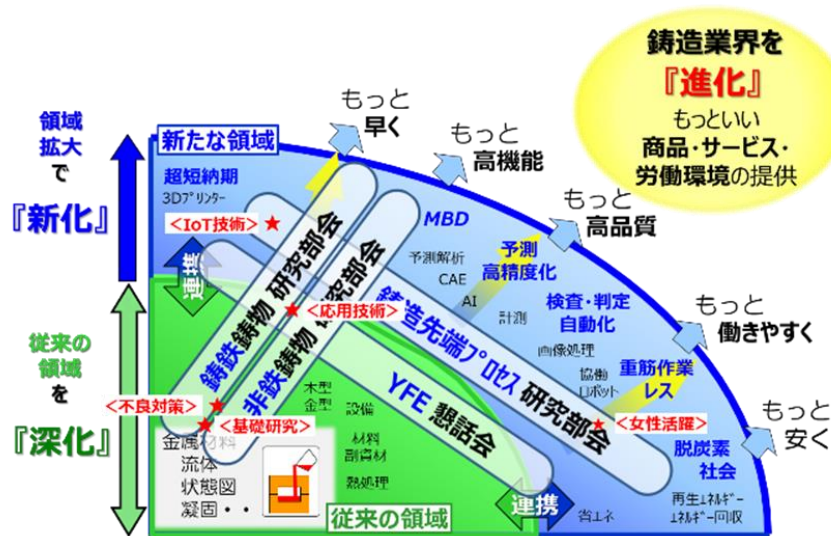 鋳造業界を
『進化』
もっといい
商品・サービス・
労働環境の提供
もっと
早く
もっと
高機能
もっと
高品質
もっと
働きやすく
もっと
安く
領域
拡大
で
『新化』
従来の
領域
を
『深化』
新たな領域
超短納期
3Dプリンター
<IoT技術>
連携
鋳鉄鋳物 研究部会
非鉄鋳物 研究部会
鋳造先端プロセス 研究部会
YFE 懇話会
MBD
予測解析
CAE
AI
計測
予測
高精度化
検査・判定
自動化
画像処理
協働
ロボット
重筋作業
レス
<応用技術>
<不良対策>
<基礎研究>
<女性活躍>
木型
金型
設備
材料
副資材
熱処理
金属材料
流体
状態図
凝固・・
従来の領域
連携
省エネ
脱炭素
社会
再生エネルギー
エネルギー回収